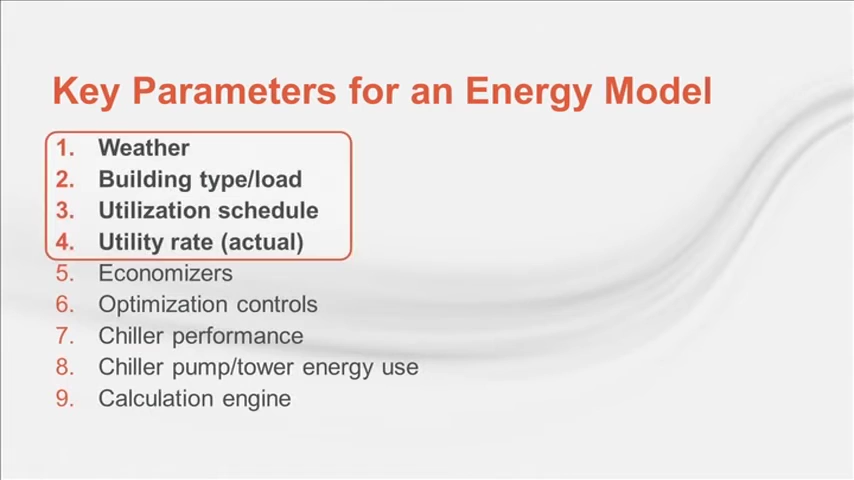 Key Parameters for an Energy Model
1. Weather
2. Building type/load
3. Utilization schedule
4. Utility rate (actual)
5. Economizers
6. Optimization controls
7. Chiller performance
8. Chiller pump/tower energy use
9. Calculation engine